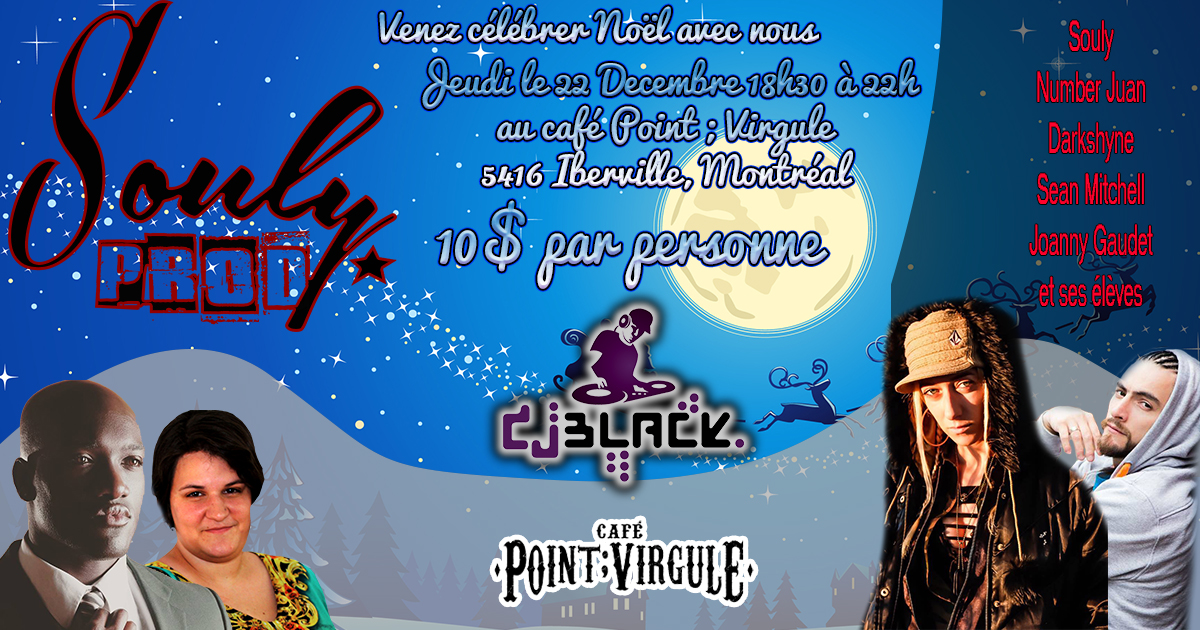 Souly
PROD
Venez célébrer Noël avec nous
Jeudi le 22 Decembre 18h30 à 22h
au café Point ; Virgule
5416 Iberville, Montréal
10 $ par personne
CJ BLACK.
CAFÉ
POINT:VIRGULE
Souly
Number Juan
Darkshyne
Sean Mitchell
Joanny Gaudet
et ses élèves